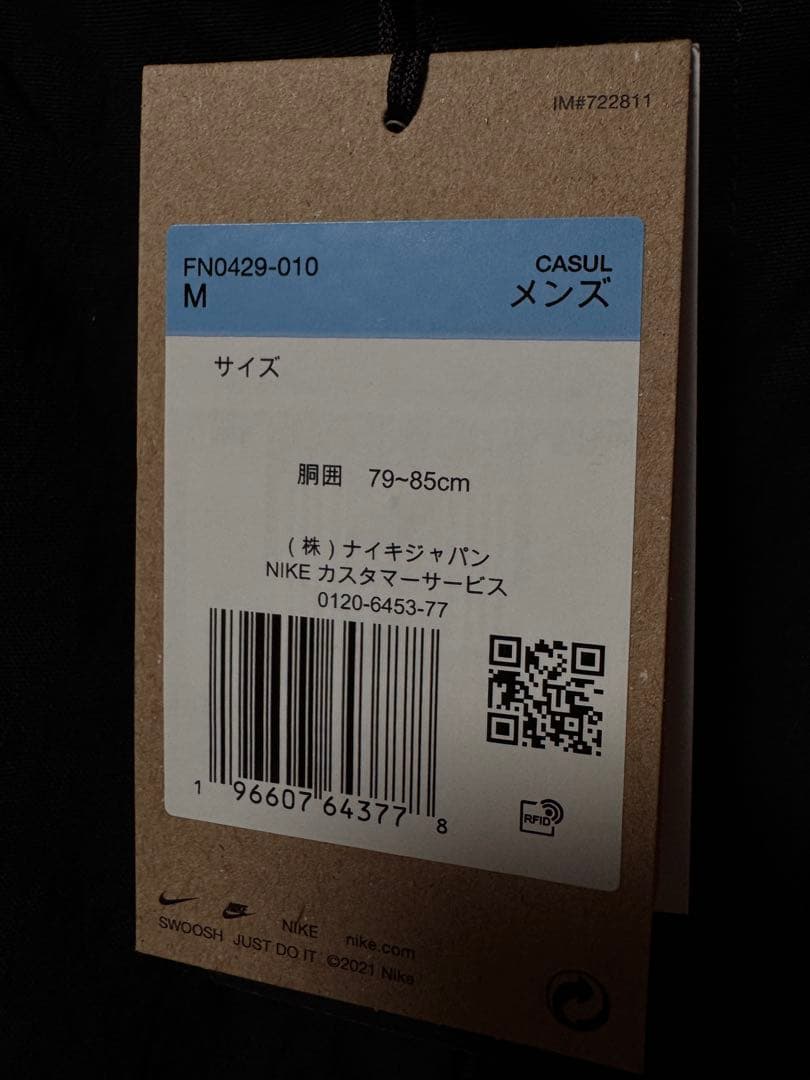 IM#722811
FN0429-010
CASUL
M
メンズ
サイズ
胴囲 79~85cm
(株)ナイキジャパン
NIKE カスタマーサービス
0120-6453-77
1 96607 64377 8
RFID
NIKE
NIKE nike.com
SWOOSH JUST DO IT ©2021 Nike